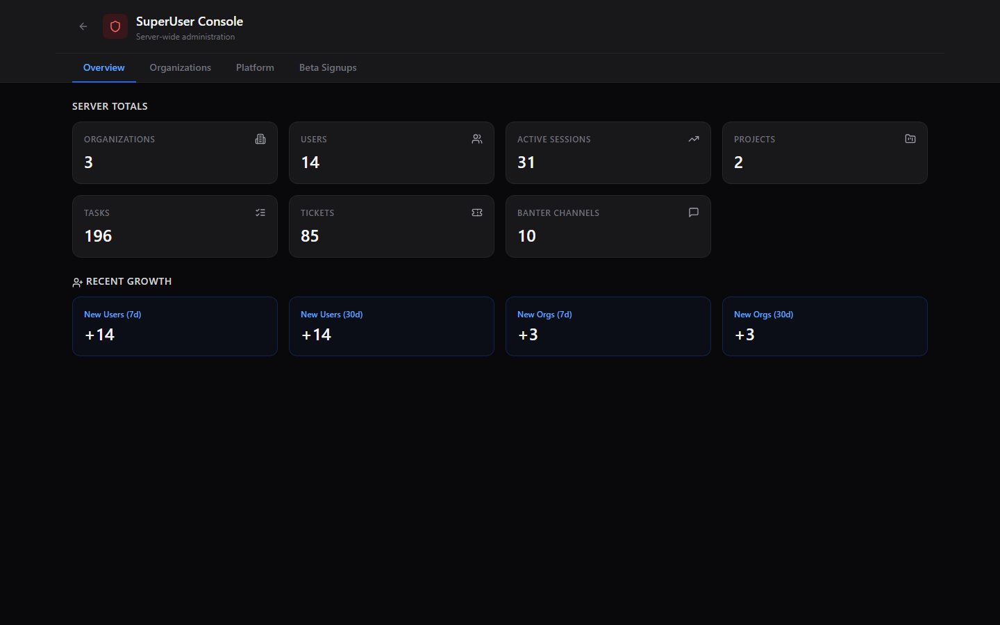 SuperUser Console
Server-wide administration
Overview Organizations Platform Beta Signups
SERVER TOTALS
ORGANIZATIONS USERS ACTIVE SESSIONS PROJECTS
3 14 31 2
TASKS TICKETS BANTER CHANNELS
196 85 10
RECENT GROWTH
New Users (7d) New Users (30d) New Orgs (7d) New Orgs (30d)
+14 +14 +3 +3